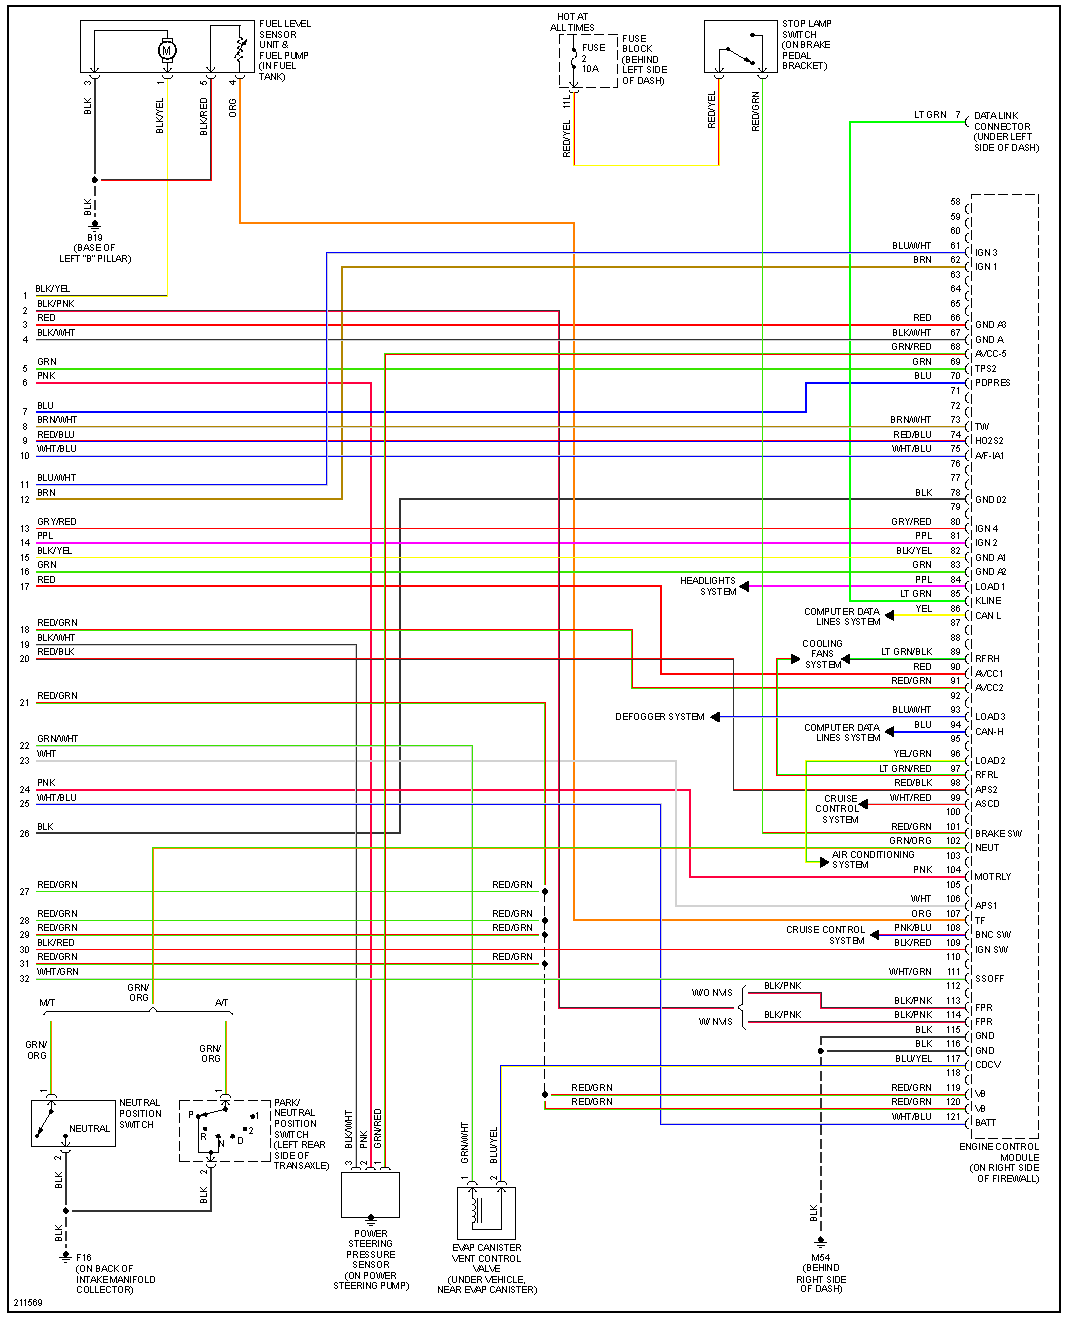 FUEL LEVEL
SENSOR
UNIT &
FUEL PUMP
(IN FUEL
TANK)
M
3
1
5
4
BLK
BLK/YEL
BLK/RED
ORG
BLK
B19
(BASE OF
LEFT "B" PILLAR)
HOT AT
ALL TIMES
FUSE
2
10A
FUSE
BLOCK
(BEHIND
LEFT SIDE
OF DASH)
11L
RED/YEL
STOP LAMP
SWITCH
(ON BRAKE
PEDAL
BRACKET)
RED/YEL
RED/GRN
LT GRN 7
DATA LINK
CONNECTOR
(UNDER LEFT
SIDE OF DASH)
58
59
60
BLU/WHT 61 IGN 3
BRN 62 IGN 1
63
64
65
RED 66 GND A3
BLK/WHT 67 GND A
GRN/RED 68 AVCC-5
GRN 69 TPS2
BLU 70 PDPRES
71
72
BRN/WHT 73 TW
RED/BLU 74 HO2S2
WHT/BLU 75 A/F-IA1
76
77
BLK 78 GND O2
79
GRY/RED 80 IGN 4
PPL 81 IGN 2
BLK/YEL 82 GND A1
GRN 83 GND A2
PPL 84 LOAD 1
LT GRN 85 KLINE
YEL 86 CAN L
87
88
LT GRN/BLK 89 RFRH
RED 90 AVCC1
RED/GRN 91 AVCC2
92
BLU/WHT 93 LOAD3
BLU 94 CAN-H
95
YEL/GRN 96 LOAD2
LT GRN/RED 97 RFRL
RED/BLK 98 APS2
WHT/RED 99 ASCD
100
RED/GRN 101 BRAKE SW
GRN/ORG 102 NEUT
103
PNK 104 MOTRLY
105
WHT 106 APS1
ORG 107 TF
PNK/BLU 108 BNC SW
BLK/RED 109 IGN SW
110
WHT/GRN 111 SSOFF
112
BLK/PNK 113 FPR
BLK/PNK 114 FPR
BLK 115 GND
BLK 116 GND
BLU/YEL 117 CDCV
118
RED/GRN 119 VB
RED/GRN 120 VB
WHT/BLU 121 BATT
ENGINE CONTROL
MODULE
(ON RIGHT SIDE
OF FIREWALL)
1 BLK/YEL
2 BLK/PNK
3 RED
4 BLK/WHT
5 GRN
6 PNK
7 BLU
8 BRN/WHT
9 RED/BLU
10 WHT/BLU
11 BLU/WHT
12 BRN
13 GRY/RED
14 PPL
15 BLK/YEL
16 GRN
17 RED
18 RED/GRN
19 BLK/WHT
20 RED/BLK
21 RED/GRN
22 GRN/WHT
23 WHT
24 PNK
25 WHT/BLU
26 BLK
27 RED/GRN RED/GRN
28 RED/GRN RED/GRN
29 RED/GRN RED/GRN
30 BLK/RED
31 RED/GRN RED/GRN
32 WHT/GRN
HEADLIGHTS
SYSTEM
COMPUTER DATA
LINES SYSTEM
COOLING
FANS
SYSTEM
DEFOGGER SYSTEM
COMPUTER DATA
LINES SYSTEM
CRUISE
CONTROL
SYSTEM
AIR CONDITIONING
SYSTEM
CRUISE CONTROL
SYSTEM
W/O NMS
BLK/PNK
W/ NMS
BLK/PNK
RED/GRN
RED/GRN
BLK
M54
(BEHIND
RIGHT SIDE
OF DASH)
GRN/
ORG
M/T
A/T
GRN/
ORG
GRN/
ORG
1
NEUTRAL
NEUTRAL
POSITION
SWITCH
2
BLK
BLK
F16
(ON BACK OF
INTAKE MANIFOLD
COLLECTOR)
1
P
R
N
D
2
1
PARK/
NEUTRAL
POSITION
SWITCH
(LEFT REAR
SIDE OF
TRANSAXLE)
2
BLK
BLK/WHT
PNK
GRN/RED
3
2
1
POWER
STEERING
PRESSURE
SENSOR
(ON POWER
STEERING PUMP)
GRN/WHT
BLU/YEL
1
2
EVAP CANISTER
VENT CONTROL
VALVE
(UNDER VEHICLE,
NEAR EVAP CANISTER)
211569